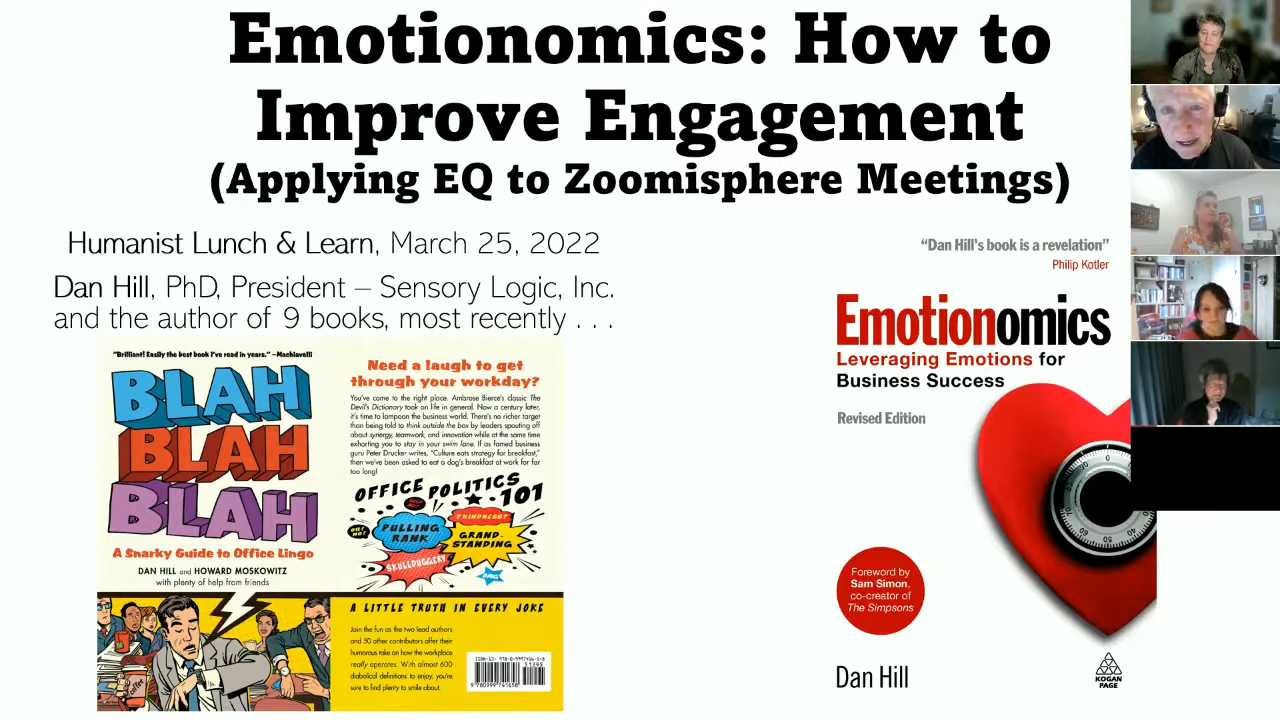 Emotionomics: How to
Improve Engagement
(Applying EQ to Zoomisphere Meetings)
Humanist Lunch & Learn, March 25, 2022
Dan Hill, PhD, President – Sensory Logic, Inc.
and the author of 9 books, most recently . . .
"Brilliant! Easily the best book I've read in years." —Machiavelli
BLAH
BLAH
BLAH
A Snarky Guide to Office Lingo
DAN HILL and HOWARD MOSKOWITZ
with plenty of help from friends
Need a laugh to get
through your workday?
You've come to the right place. Ambrose Bierce's classic The
Devil's Dictionary took on life in general. Now a century later,
it's time to lampoon the business world. There's no richer target
than being told to think outside the box by leaders spouting off
about synergy, teamwork, and innovation while at the same time
exhorting you to stay in your swim lane. If as famed business
guru Peter Drucker writes, "Culture eats strategy for breakfast,"
then we've been asked to eat a dog's breakfast at work for far
too long!
OFFICE POLITICS
101
PULLING
RANK
GRAND-
STANDING
SKULLDUGGERY
OMG
A LITTLE TRUTH IN EVERY JOKE
Join the fun as the two lead authors
and 50 other contributors offer their
humorous take on how the workplace
really operates. With almost 600
diabolical definitions to enjoy, you're
sure to find plenty to smile about.
"Dan Hill's book is a revelation"
Philip Kotler
Emotionomics
Leveraging Emotions for
Business Success
Revised Edition
Foreword by
Sam Simon,
co-creator of
The Simpsons
Dan Hill
KOGAN
PAGE